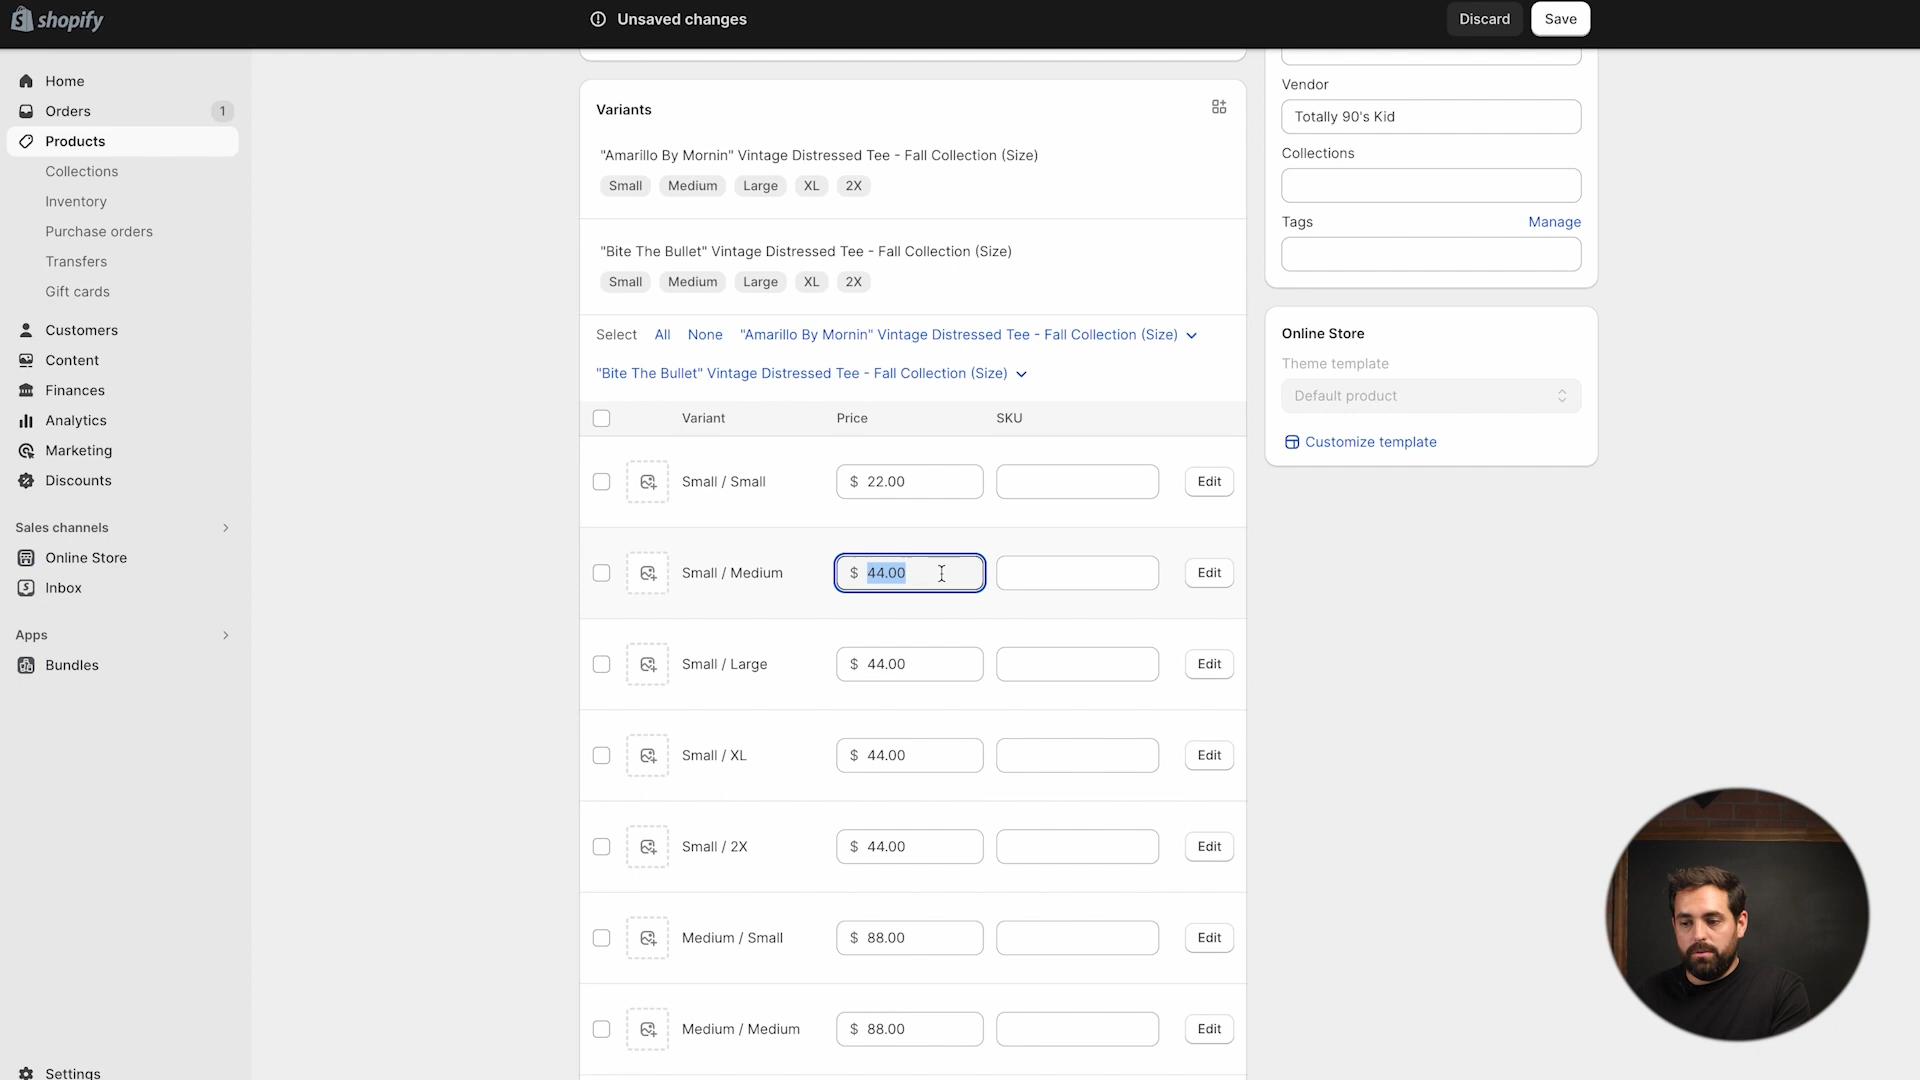 shopify
Unsaved changes
Discard
Save
Home
Orders
1
Products
Collections
Inventory
Purchase orders
Transfers
Gift cards
Customers
Content
Finances
Analytics
Marketing
Discounts
Sales channels
Online Store
Inbox
Apps
Bundles
Settings
Variants
"Amarillo By Mornin" Vintage Distressed Tee - Fall Collection (Size)
Small Medium Large XL 2X
"Bite The Bullet" Vintage Distressed Tee - Fall Collection (Size)
Small Medium Large XL 2X
Select All None "Amarillo By Mornin" Vintage Distressed Tee - Fall Collection (Size)
"Bite The Bullet" Vintage Distressed Tee - Fall Collection (Size)
Variant Price SKU
Small / Small $ 22.00 Edit
Small / Medium $ 44.00 Edit
Small / Large $ 44.00 Edit
Small / XL $ 44.00 Edit
Small / 2X $ 44.00 Edit
Medium / Small $ 88.00 Edit
Medium / Medium $ 88.00 Edit
Vendor
Totally 90's Kid
Collections
Tags Manage
Online Store
Theme template
Default product
Customize template